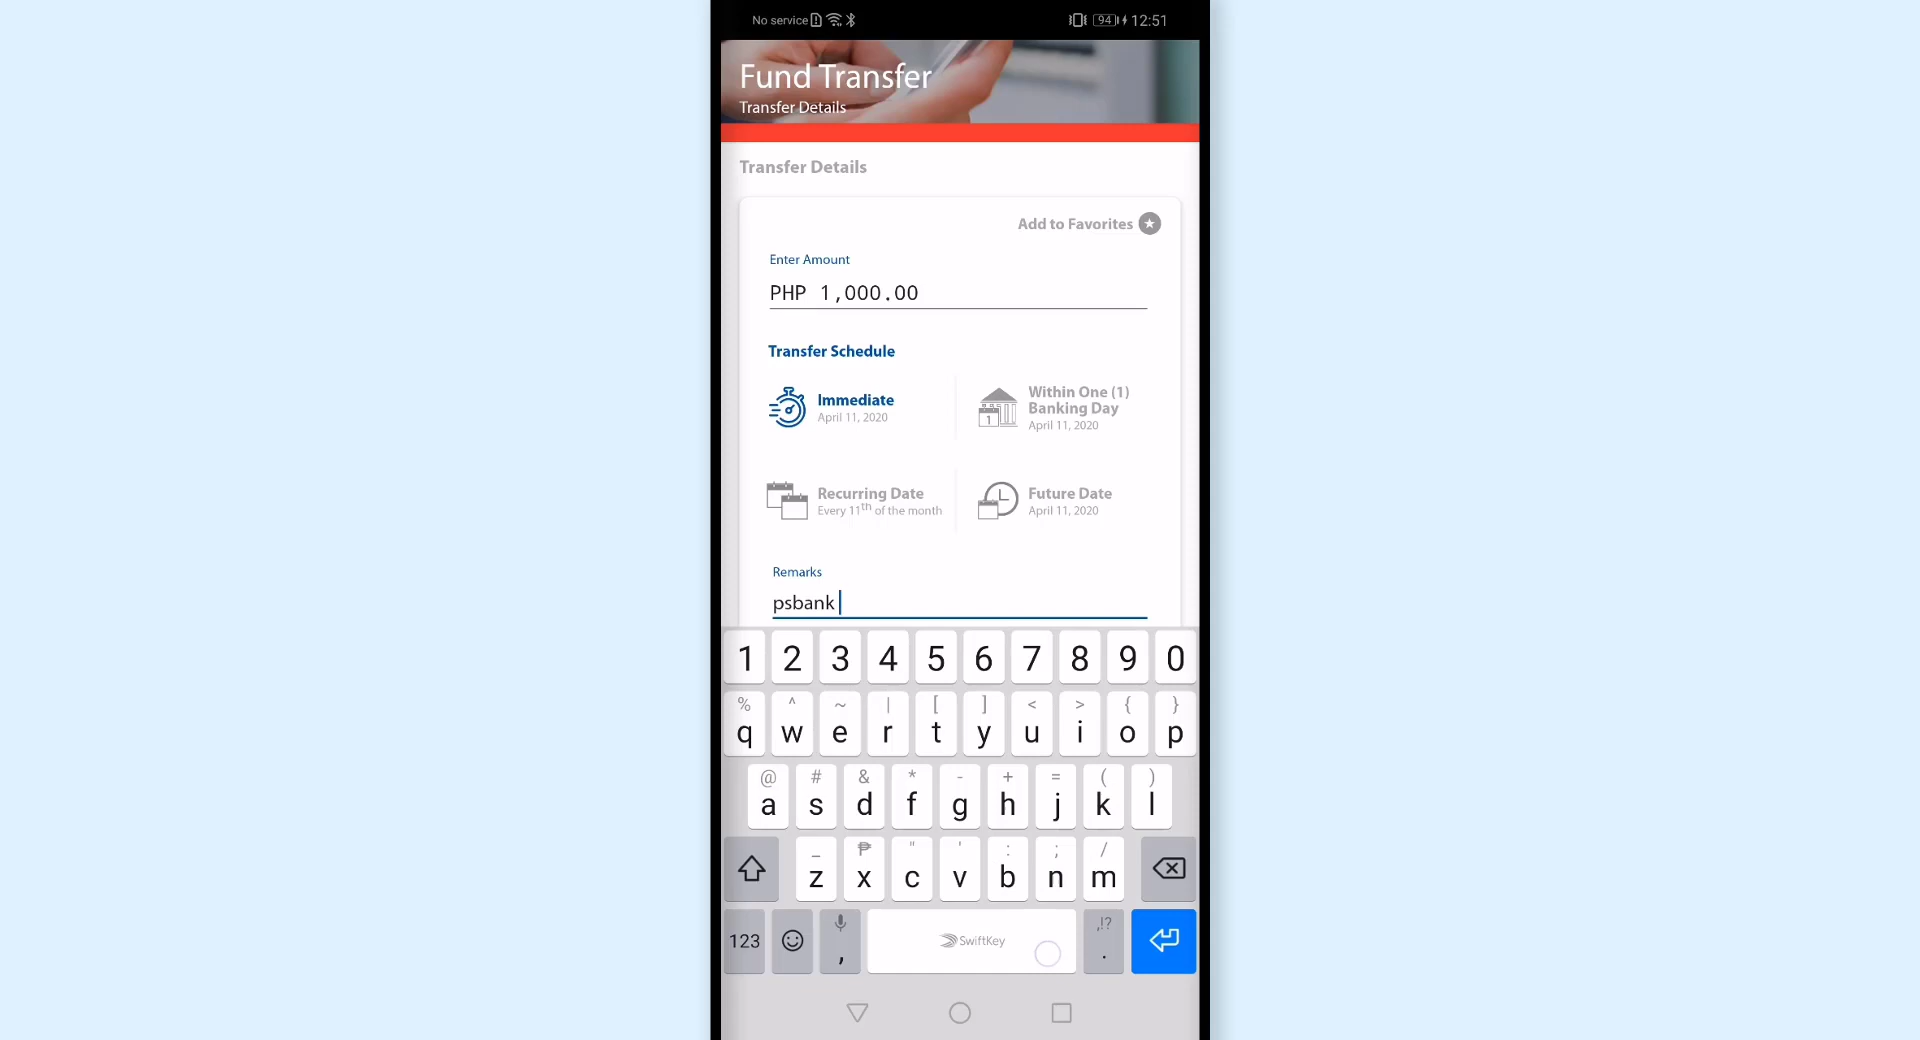 No service 94 12:51
Fund Transfer
Transfer Details
Transfer Details
Add to Favorites
Enter Amount
PHP 1,000.00
Transfer Schedule
Immediate
April 11, 2020
Within One (1)
Banking Day
April 11, 2020
1
Recurring Date
Every 11th of the month
Future Date
April 11, 2020
Remarks
psbank
1 2 3 4 5 6 7 8 9 0
% ^ ~ | [ ] < > { }
q w e r t y u i o p
@ # & * - + = ( )
a s d f g h j k l
_ ₱ " ' : ; /
z x c v b n m
,!?
123 , SwiftKey .